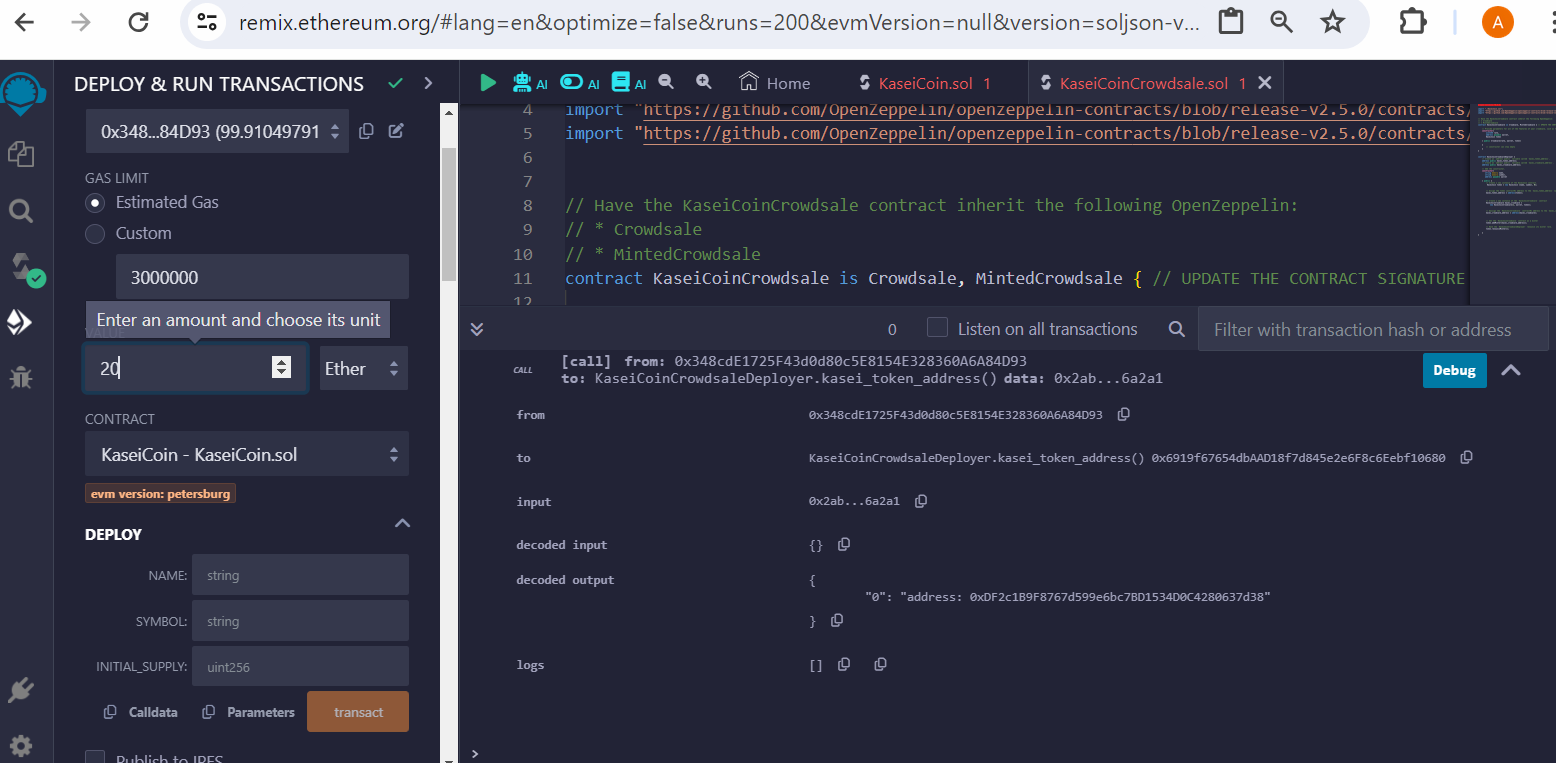 remix.ethereum.org/#lang=en&optimize=false&runs=200&evmVersion=null&version=soljson-v...
A
DEPLOY & RUN TRANSACTIONS
0x348...84D93 (99.91049791
GAS LIMIT
Estimated Gas
Custom
3000000
Enter an amount and choose its unit
VALUE
20
Ether
CONTRACT
KaseiCoin - KaseiCoin.sol
evm version: petersburg
DEPLOY
NAME: string
SYMBOL: string
INITIAL_SUPPLY: uint256
Calldata Parameters transact
Publish to IPFS
AI AI AI Home KaseiCoin.sol 1 KaseiCoinCrowdsale.sol 1
4 import "https://github.com/OpenZeppelin/openzeppelin-contracts/blob/release-v2.5.0/contracts/
5 import "https://github.com/OpenZeppelin/openzeppelin-contracts/blob/release-v2.5.0/contracts/
6
7
8 // Have the KaseiCoinCrowdsale contract inherit the following OpenZeppelin:
9 // * Crowdsale
10 // * MintedCrowdsale
11 contract KaseiCoinCrowdsale is Crowdsale, MintedCrowdsale { // UPDATE THE CONTRACT SIGNATURE
12
0 Listen on all transactions Filter with transaction hash or address
CALL [call] from: 0x348cdE1725F43d0d80c5E8154E328360A6A84D93
to: KaseiCoinCrowdsaleDeployer.kasei_token_address() data: 0x2ab...6a2a1
Debug
from 0x348cdE1725F43d0d80c5E8154E328360A6A84D93
to KaseiCoinCrowdsaleDeployer.kasei_token_address() 0x6919f67654dbAAD18f7d845e2e6F8c6Eebf10680
input 0x2ab...6a2a1
decoded input {}
decoded output {
"0": "address: 0xDF2c1B9F8767d599e6bc7BD1534D0C4280637d38"
}
logs []
>